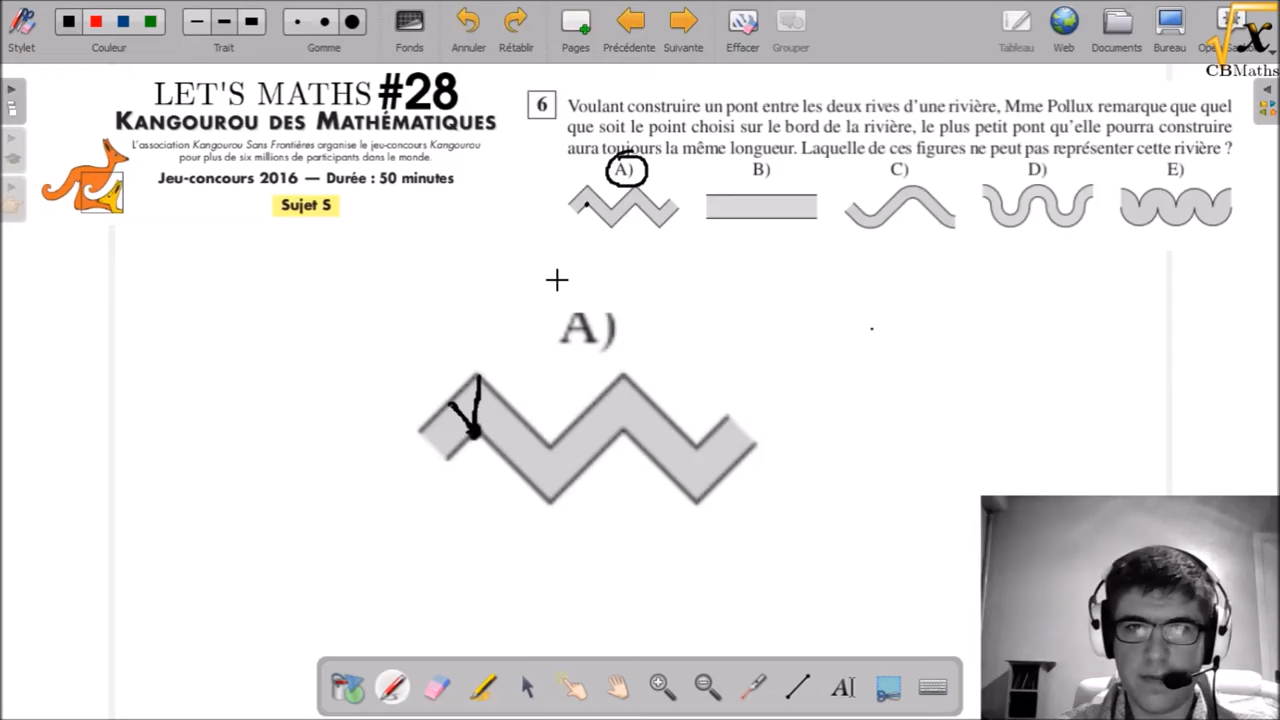 Stylet
Couleur
Trait
Gomme
Fonds
Annuler
Rétablir
Pages
Précédente
Suivante
Effacer
Grouper
Tableau
Web
Documents
Bureau
√x
CBMaths
LET'S MATHS #28
KANGOUROU DES MATHÉMATIQUES
L'association Kangourou Sans Frontières organise le jeu-concours Kangourou
pour plus de six millions de participants dans le monde.
Jeu-concours 2016 — Durée : 50 minutes
Sujet S
6 Voulant construire un pont entre les deux rives d'une rivière, Mme Pollux remarque que quel
que soit le point choisi sur le bord de la rivière, le plus petit pont qu'elle pourra construire
aura toujours la même longueur. Laquelle de ces figures ne peut pas représenter cette rivière ?
A) B) C) D) E)
A)